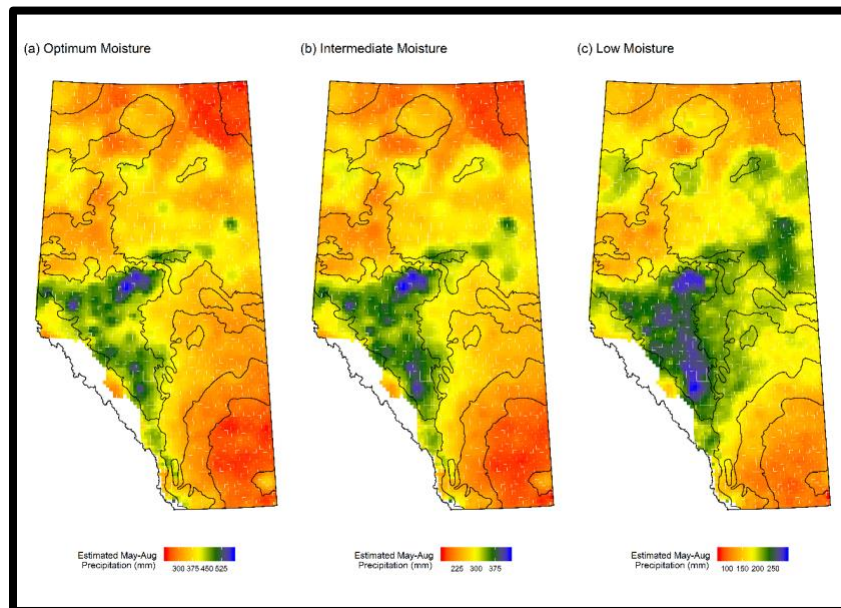 (a) Optimum Moisture
(b) Intermediate Moisture
(c) Low Moisture
Estimated May-Aug
Precipitation (mm)
300 375 450 525
Estimated May-Aug
Precipitation (mm)
225 300 375
Estimated May-Aug
Precipitation (mm)
100 150 200 250